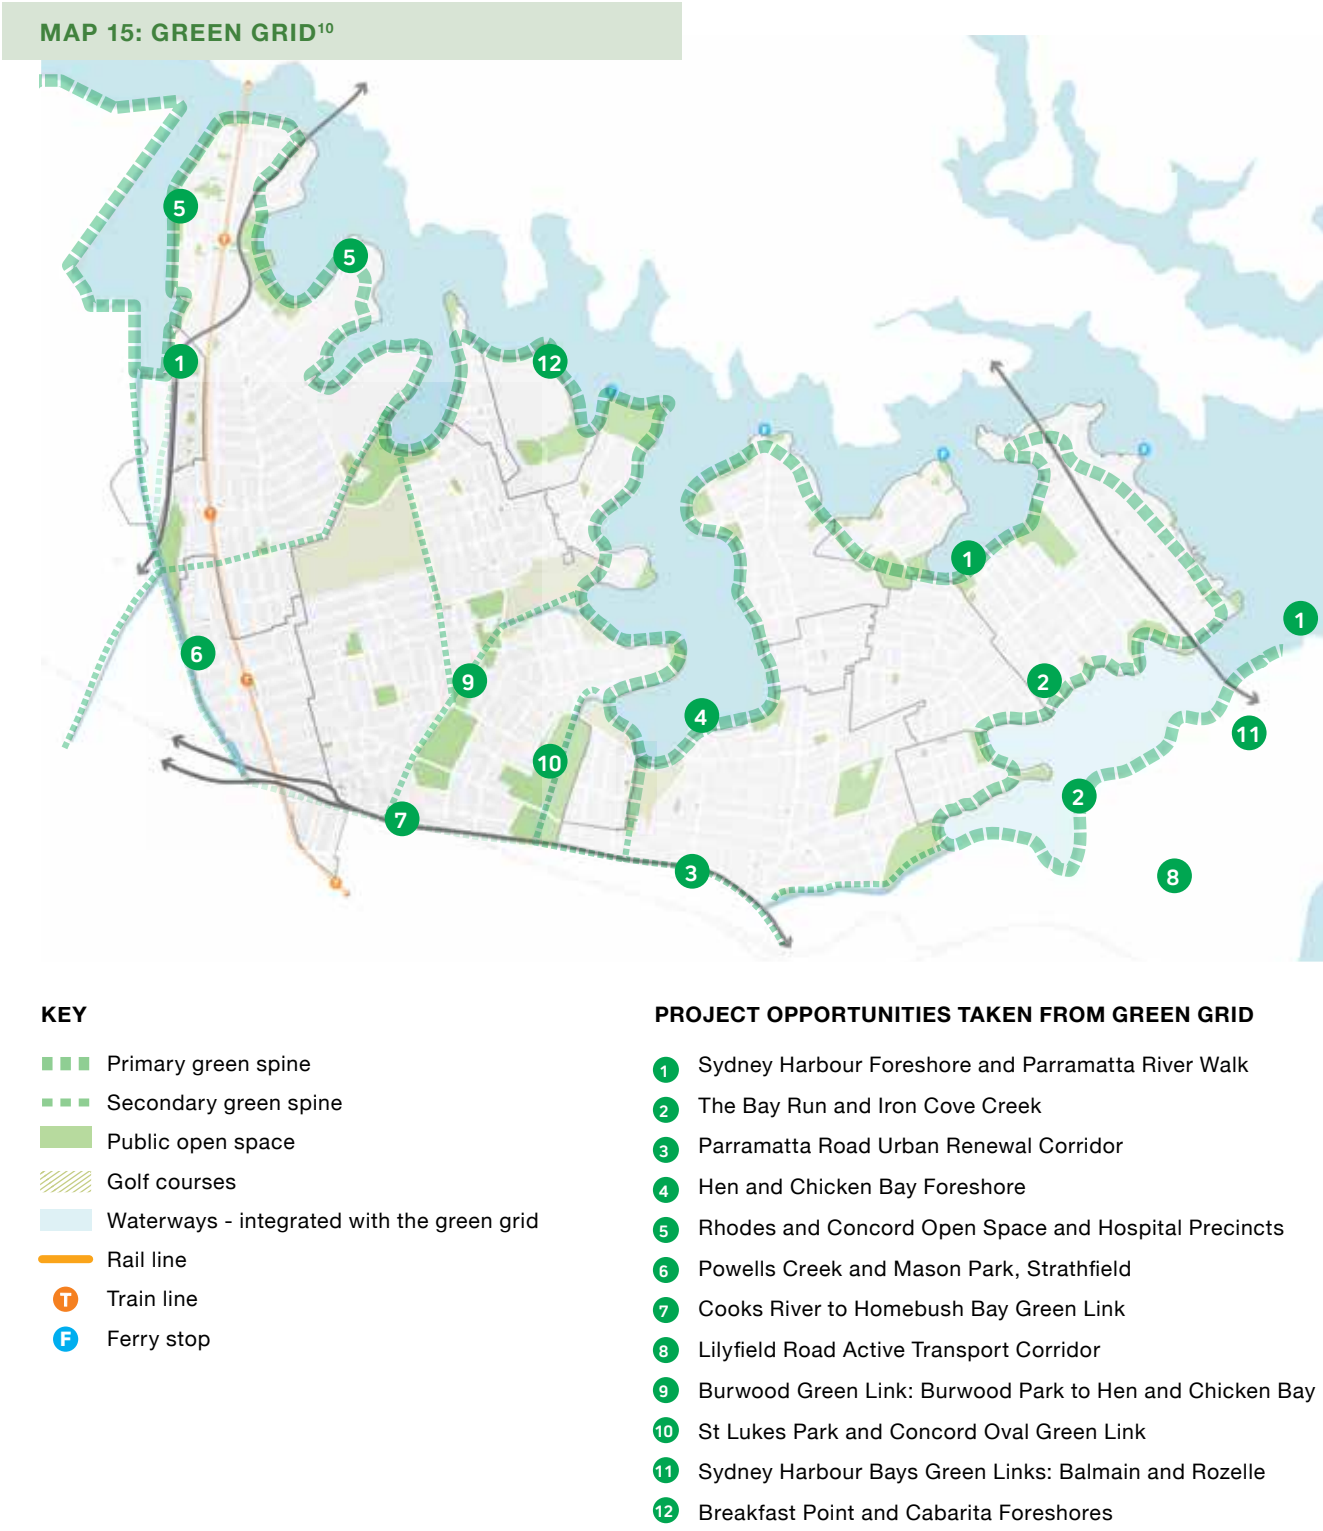 MAP 15: GREEN GRID10
5
5
1
12
F
F
F
F
T
T
1
1
6
T
9
2
4
11
10
2
7
3
8
T
KEY
Primary green spine
Secondary green spine
Public open space
Golf courses
Waterways - integrated with the green grid
Rail line
T Train line
F Ferry stop
PROJECT OPPORTUNITIES TAKEN FROM GREEN GRID
1 Sydney Harbour Foreshore and Parramatta River Walk
2 The Bay Run and Iron Cove Creek
3 Parramatta Road Urban Renewal Corridor
4 Hen and Chicken Bay Foreshore
5 Rhodes and Concord Open Space and Hospital Precincts
6 Powells Creek and Mason Park, Strathfield
7 Cooks River to Homebush Bay Green Link
8 Lilyfield Road Active Transport Corridor
9 Burwood Green Link: Burwood Park to Hen and Chicken Bay
10 St Lukes Park and Concord Oval Green Link
11 Sydney Harbour Bays Green Links: Balmain and Rozelle
12 Breakfast Point and Cabarita Foreshores